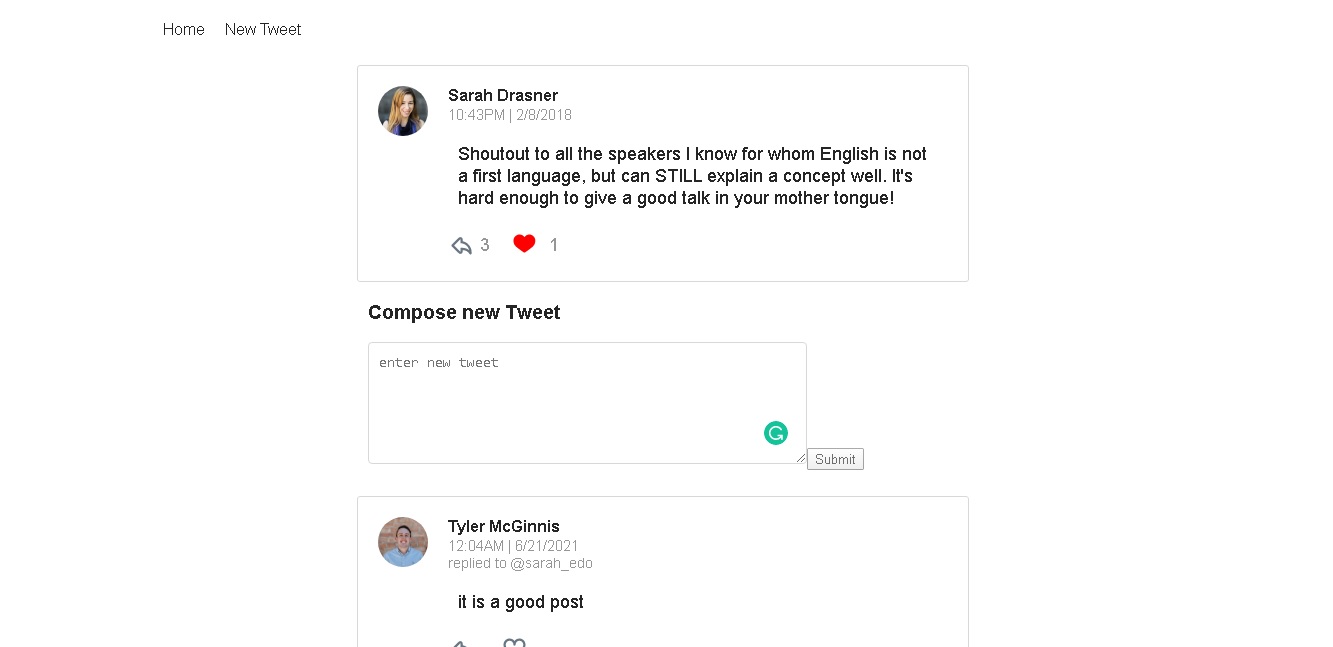 Home New Tweet
Sarah Drasner
10:43PM | 2/8/2018
Shoutout to all the speakers I know for whom English is not
a first language, but can STILL explain a concept well. It's
hard enough to give a good talk in your mother tongue!
3 1
Compose new Tweet
enter new tweet
Submit
Tyler McGinnis
12:04AM | 6/21/2021
replied to @sarah_edo
it is a good post